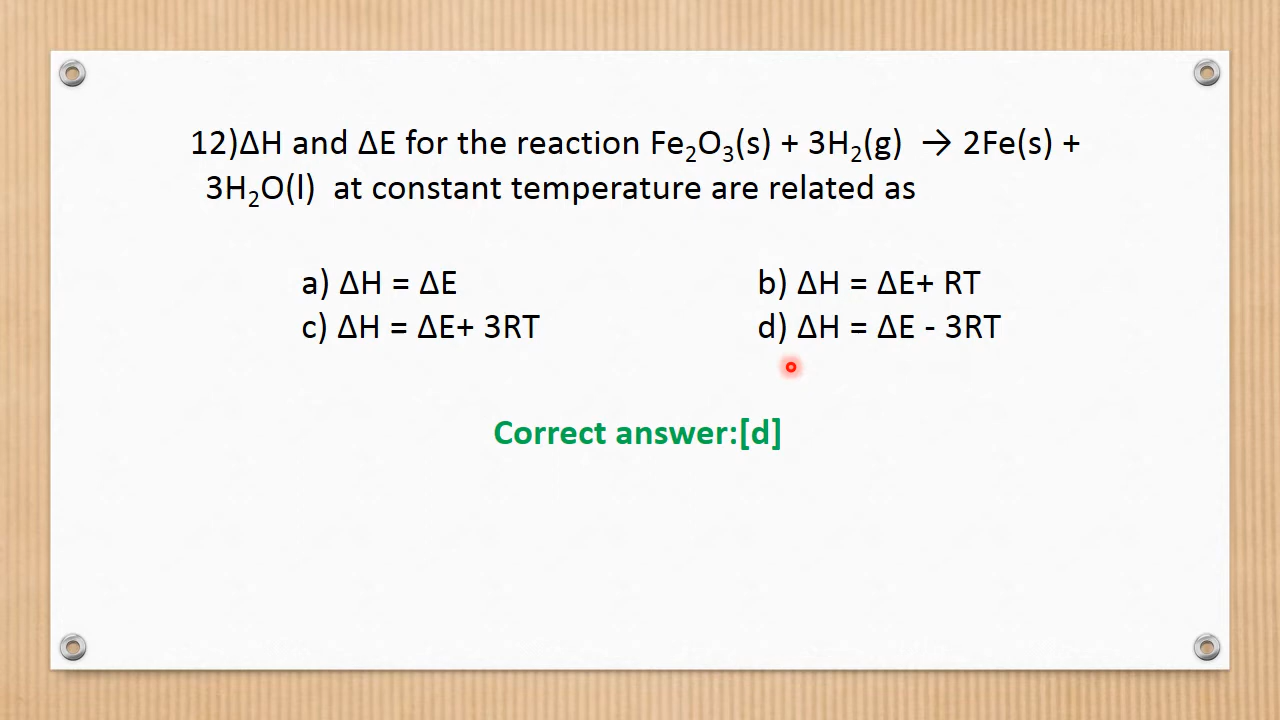 12)ΔH and ΔE for the reaction Fe₂O₃(s) + 3H₂(g) → 2Fe(s) +
3H₂O(l) at constant temperature are related as
a) ΔH = ΔE b) ΔH = ΔE+ RT
c) ΔH = ΔE+ 3RT d) ΔH = ΔE - 3RT
Correct answer:[d]